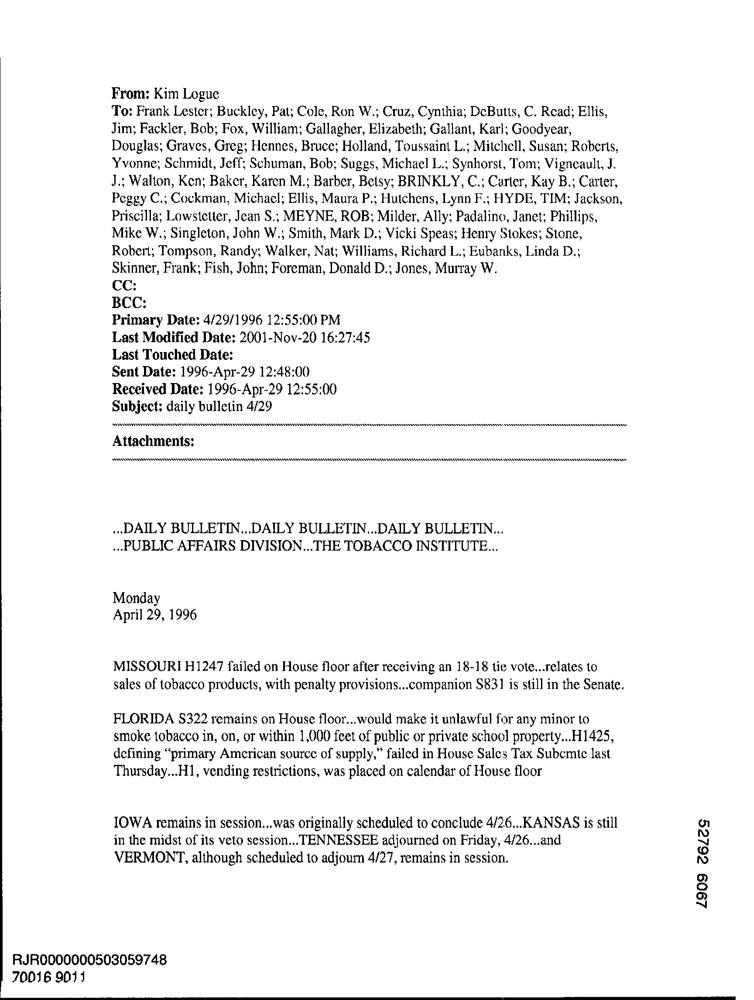 From: Kim Logue
To: Frank Lester; Buckley, Pat; Cole, Ron W.; Cruz, Cynthia; DeButts, C. Read; Ellis,
Jim; Fackler, Bob; Fox, William; Gallagher, Elizabeth; Gallant, Karl; Goodyear,
Douglas; Graves, Greg; Hennes, Bruce; Holland, Toussaint L.; Mitchell, Susan; Roberts,
Yvonne; Schmidt, Jeff; Schuman, Bob; Suggs, Michael L.; Synhorst, Tom; Vigneault, J.
J.; Walton, Ken; Baker, Karen M.; Barber, Betsy; BRINKLY, C.; Carter, Kay B.; Carter,
Peggy C.; Cockman, Michael; Ellis, Maura P.; Hutchens, Lynn F.; HYDE, TIM; Jackson,
Priscilla; Lowstetter, Jean S.; MEYNE, ROB; Milder, Ally; Padalino, Janet; Phillips,
Mike W.; Singleton, John W.; Smith, Mark D.; Vicki Speas; Henry Stokes; Stone,
Robert; Tompson, Randy; Walker, Nat; Williams, Richard L.; Eubanks, Linda D.;
Skinner, Frank; Fish, John; Foreman, Donald D.; Jones, Murray W.
CC:
BCC:
Primary Date: 4/29/1996 12:55:00 PM
Last Modified Date: 2001-Nov-20 16:27:45
Last Touched Date:
Sent Date: 1996-Apr-29 12:48:00
Received Date: 1996-Apr-29 12:55:00
Subject: daily bulletin 4/29
Attachments:
...DAILY BULLETIN...DAILY BULLETIN...DAILY BULLETIN...
...PUBLIC AFFAIRS DIVISION...THE TOBACCO INSTITUTE...
Monday
April 29, 1996
MISSOURI H1247 failed on House floor after receiving an 18-18 tie vote...relates to
sales of tobacco products, with penalty provisions...companion S831 is still in the Senate.
FLORIDA S322 remains on House floor...would make it unlawful for any minor to
smoke tobacco in, on, or within 1,000 feet of public or private school property...H1425,
defining "primary American source of supply," failed in House Sales Tax Subcmte last
Thursday...H1, vending restrictions, was placed on calendar of House floor
IOWA remains in session...was originally scheduled to conclude 4/26...KANSAS is still
in the midst of its veto session...TENNESSEE adjourned on Friday, 4/26...and
VERMONT, although scheduled to adjourn 4/27, remains in session.
52792 6067
RJR0000000503059748
70016 9011